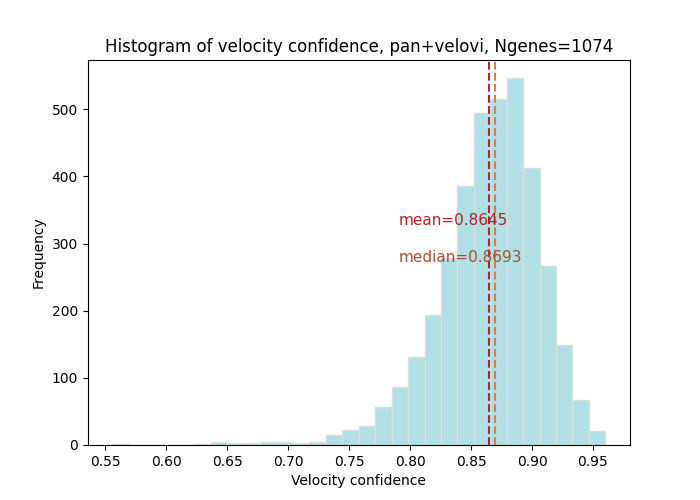 Histogram of velocity confidence, pan+velovi, Ngenes=1074
500
400
300
200
100
0
Frequency
mean=0.8645
median=0.8693
0.55 0.60 0.65 0.70 0.75 0.80 0.85 0.90 0.95
Velocity confidence